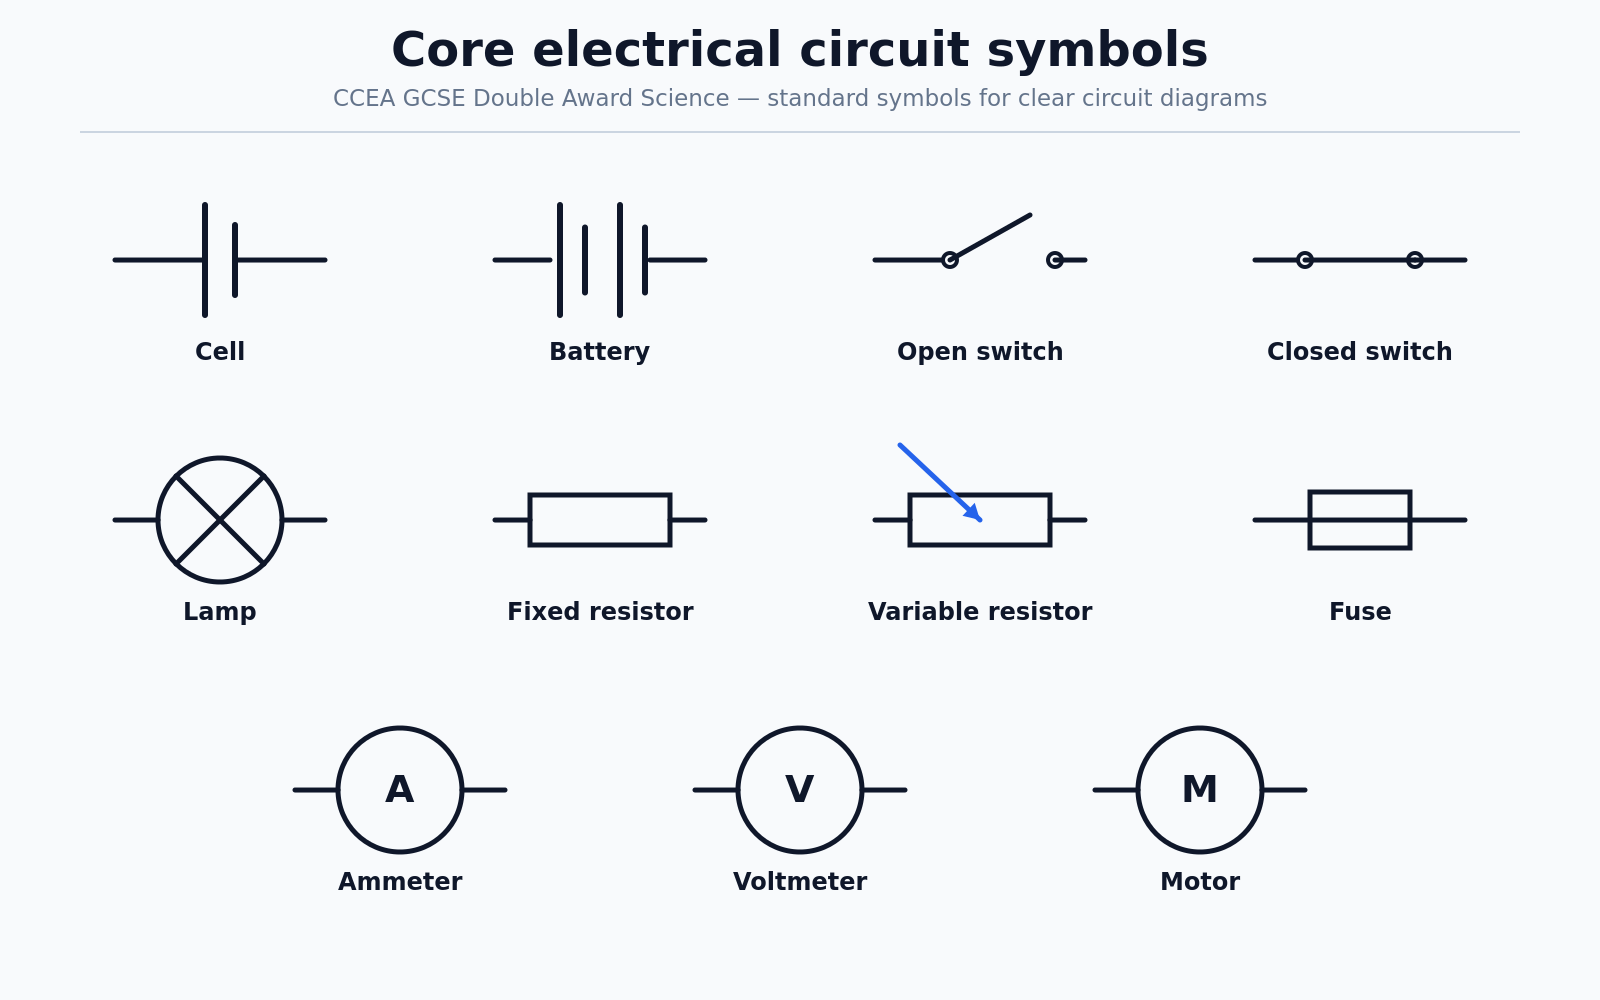 Core electrical circuit symbols
CCEA GCSE Double Award Science — standard symbols for clear circuit diagrams
Cell
Battery
Open switch
Closed switch
Lamp
Fixed resistor
Variable resistor
Fuse
A
V
M
Ammeter
Voltmeter
Motor